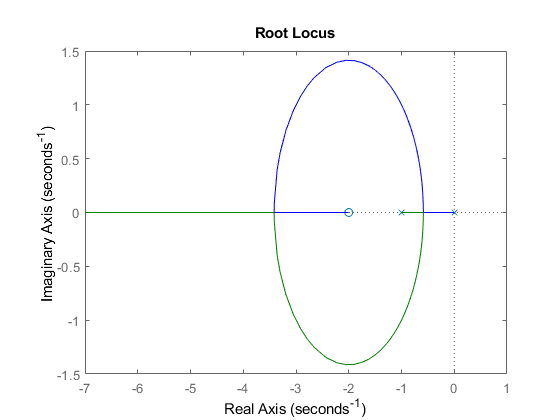 Root Locus
Imaginary Axis (seconds⁻¹)
1.5
1
0.5
0
-0.5
-1
-1.5
-7 -6 -5 -4 -3 -2 -1 0 1
Real Axis (seconds⁻¹)